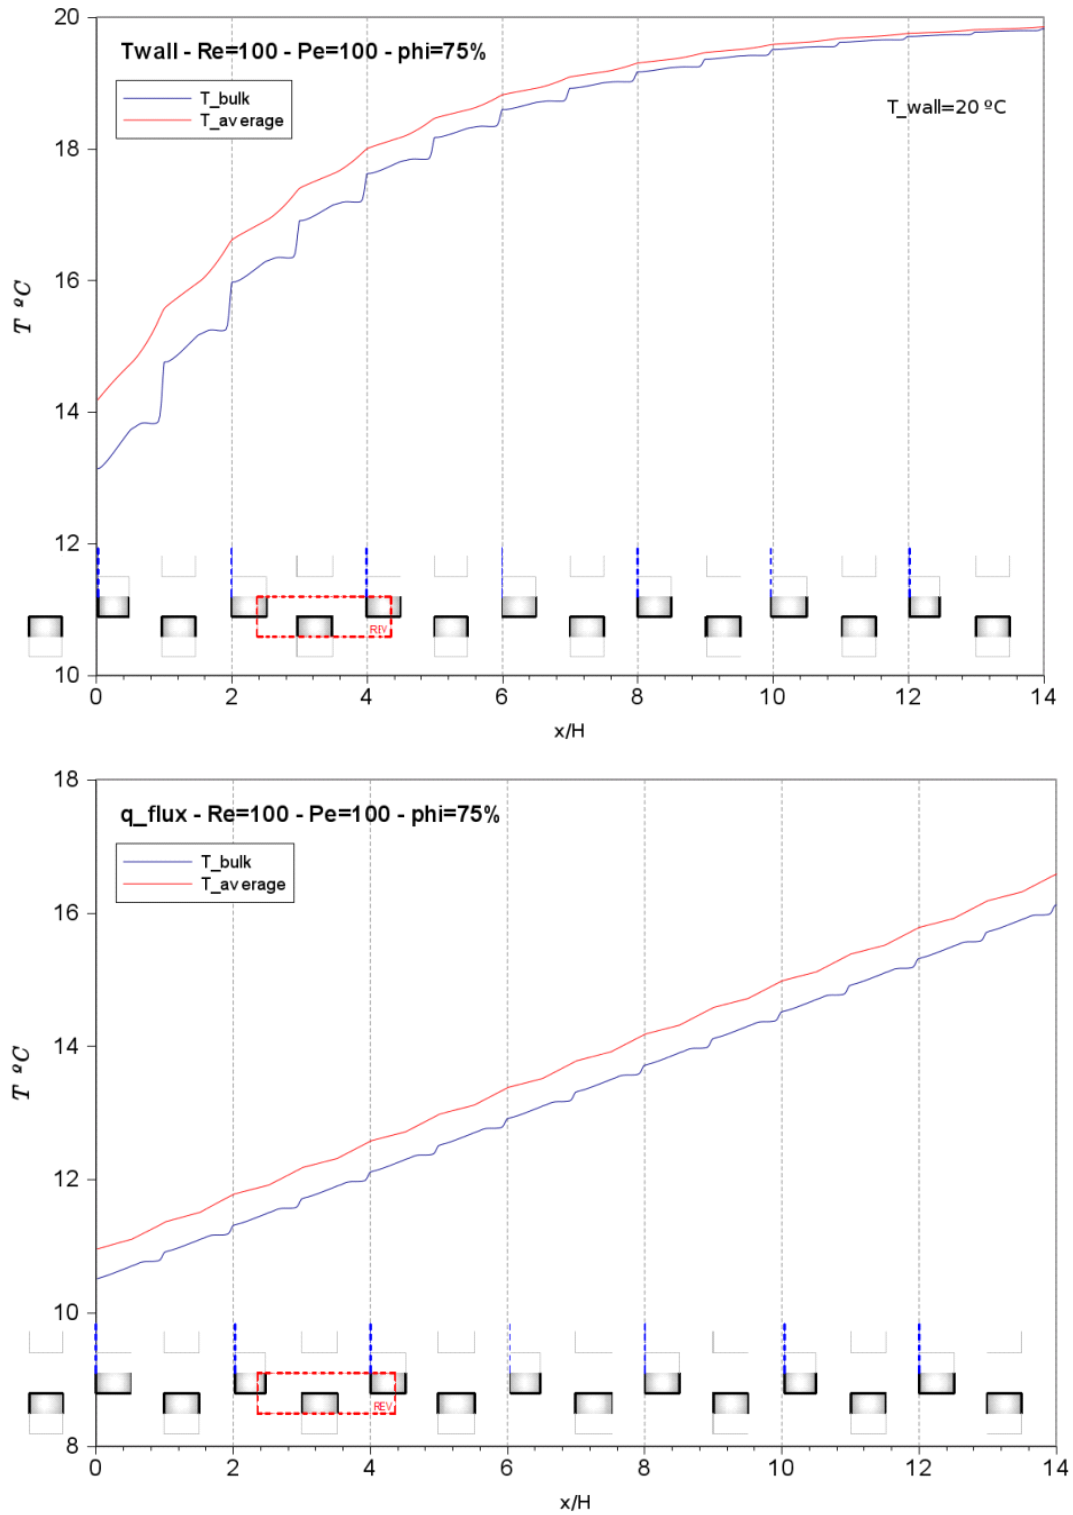 20
Twall - Re=100 - Pe=100 - phi=75%
T_bulk
T_average
T_wall=20 ºC
18
16
T ºC
14
12
REV
10
0 2 4 6 8 10 12 14
x/H
18
q_flux - Re=100 - Pe=100 - phi=75%
T_bulk
T_average
16
14
T ºC
12
10
REV
8
0 2 4 6 8 10 12 14
x/H